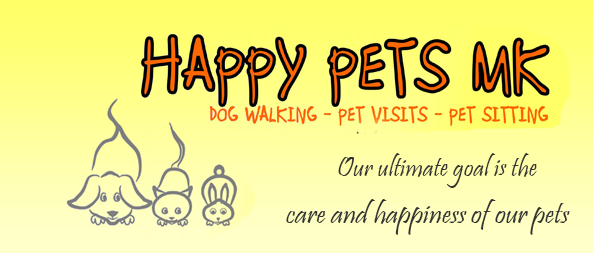 HAPPY PETS MK
DOG WALKING - PET VISITS - PET SITTING
Our ultimate goal is the
care and happiness of our pets